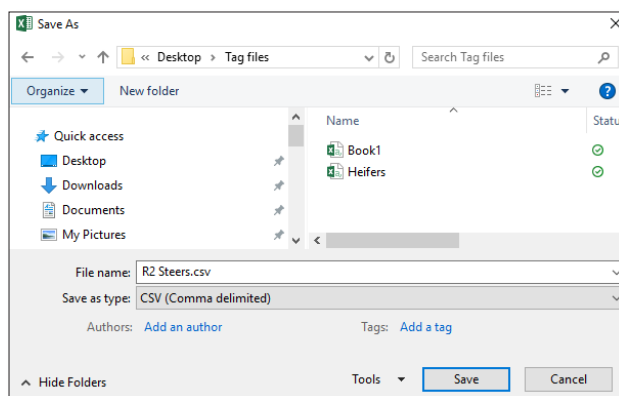 Save As
« Desktop › Tag files
Search Tag files
Organize
New folder
Quick access
Desktop
Downloads
Documents
My Pictures
Name
Statu
Book1
Heifers
File name: R2 Steers.csv
Save as type: CSV (Comma delimited)
Authors: Add an author
Tags: Add a tag
Hide Folders
Tools
Save
Cancel